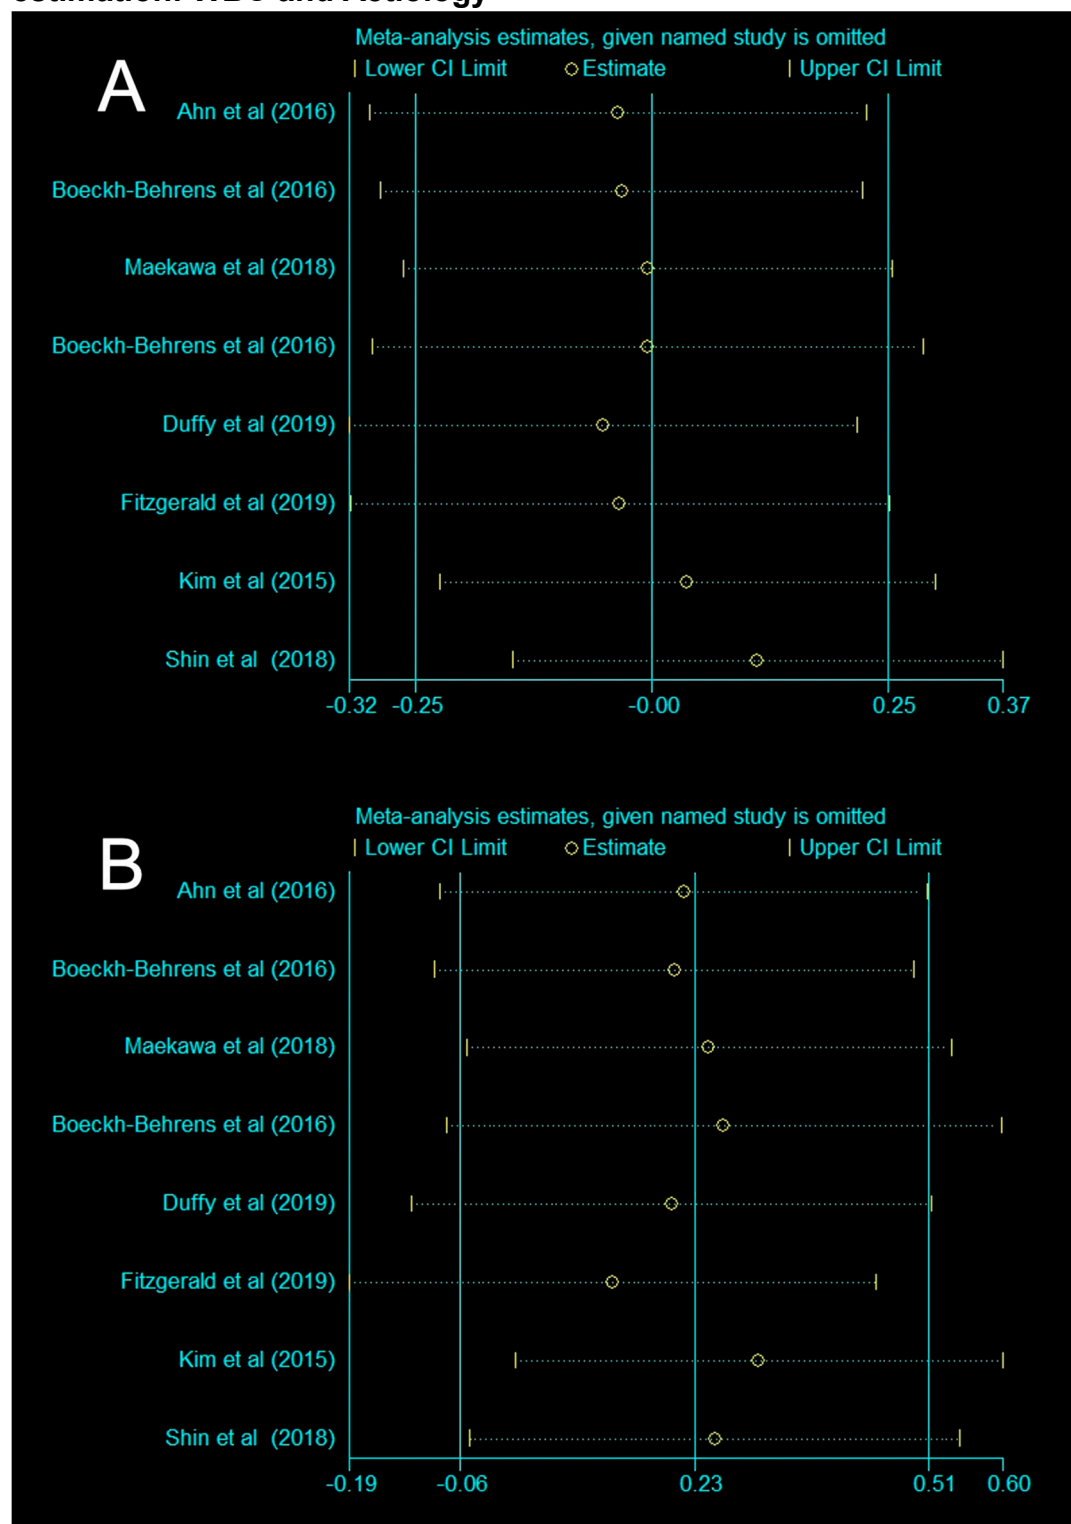 A
Meta-analysis estimates, given named study is omitted
| Lower CI Limit ○ Estimate | Upper CI Limit
Ahn et al (2016)
Boeckh-Behrens et al (2016)
Maekawa et al (2018)
Boeckh-Behrens et al (2016)
Duffy et al (2019)
Fitzgerald et al (2019)
Kim et al (2015)
Shin et al  (2018)
-0.32 -0.25 -0.00 0.25 0.37
B
Meta-analysis estimates, given named study is omitted
| Lower CI Limit ○ Estimate | Upper CI Limit
Ahn et al (2016)
Boeckh-Behrens et al (2016)
Maekawa et al (2018)
Boeckh-Behrens et al (2016)
Duffy et al (2019)
Fitzgerald et al (2019)
Kim et al (2015)
Shin et al  (2018)
-0.19 -0.06 0.23 0.51 0.60